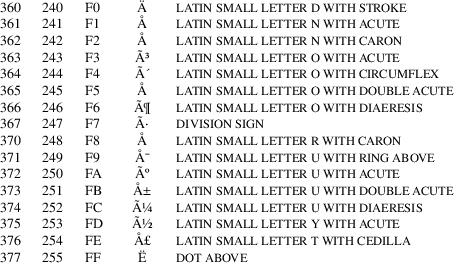 360 240 F0 Ä LATIN SMALL LETTER D WITH STROKE
361 241 F1 Å LATIN SMALL LETTER N WITH ACUTE
362 242 F2 Å LATIN SMALL LETTER N WITH CARON
363 243 F3 Ã³ LATIN SMALL LETTER O WITH ACUTE
364 244 F4 Ã´ LATIN SMALL LETTER O WITH CIRCUMFLEX
365 245 F5 Å LATIN SMALL LETTER O WITH DOUBLE ACUTE
366 246 F6 Ã¶ LATIN SMALL LETTER O WITH DIAERESIS
367 247 F7 Ã· DIVISION SIGN
370 248 F8 Å LATIN SMALL LETTER R WITH CARON
371 249 F9 Å¯ LATIN SMALL LETTER U WITH RING ABOVE
372 250 FA Ãº LATIN SMALL LETTER U WITH ACUTE
373 251 FB Å± LATIN SMALL LETTER U WITH DOUBLE ACUTE
374 252 FC Ã¼ LATIN SMALL LETTER U WITH DIAERESIS
375 253 FD Ã½ LATIN SMALL LETTER Y WITH ACUTE
376 254 FE Å£ LATIN SMALL LETTER T WITH CEDILLA
377 255 FF Ë DOT ABOVE